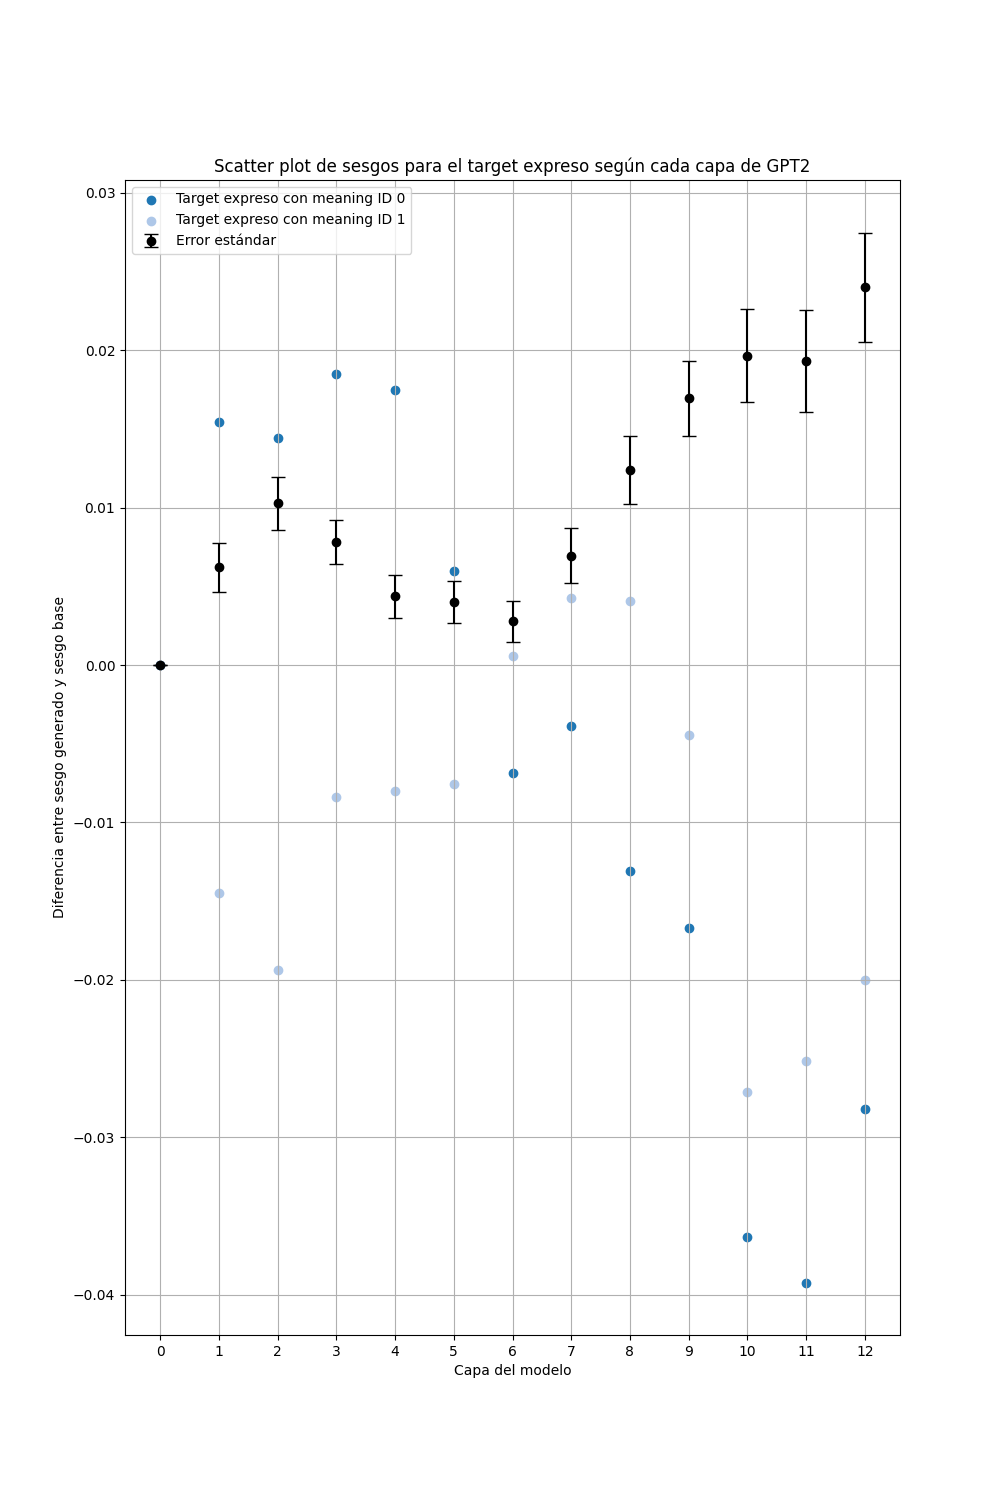 Scatter plot de sesgos para el target expreso según cada capa de GPT2
Target expreso con meaning ID 0
Target expreso con meaning ID 1
Error estándar
Diferencia entre sesgo generado y sesgo base
0.03
0.02
0.01
0.00
−0.01
−0.02
−0.03
−0.04
0 1 2 3 4 5 6 7 8 9 10 11 12
Capa del modelo